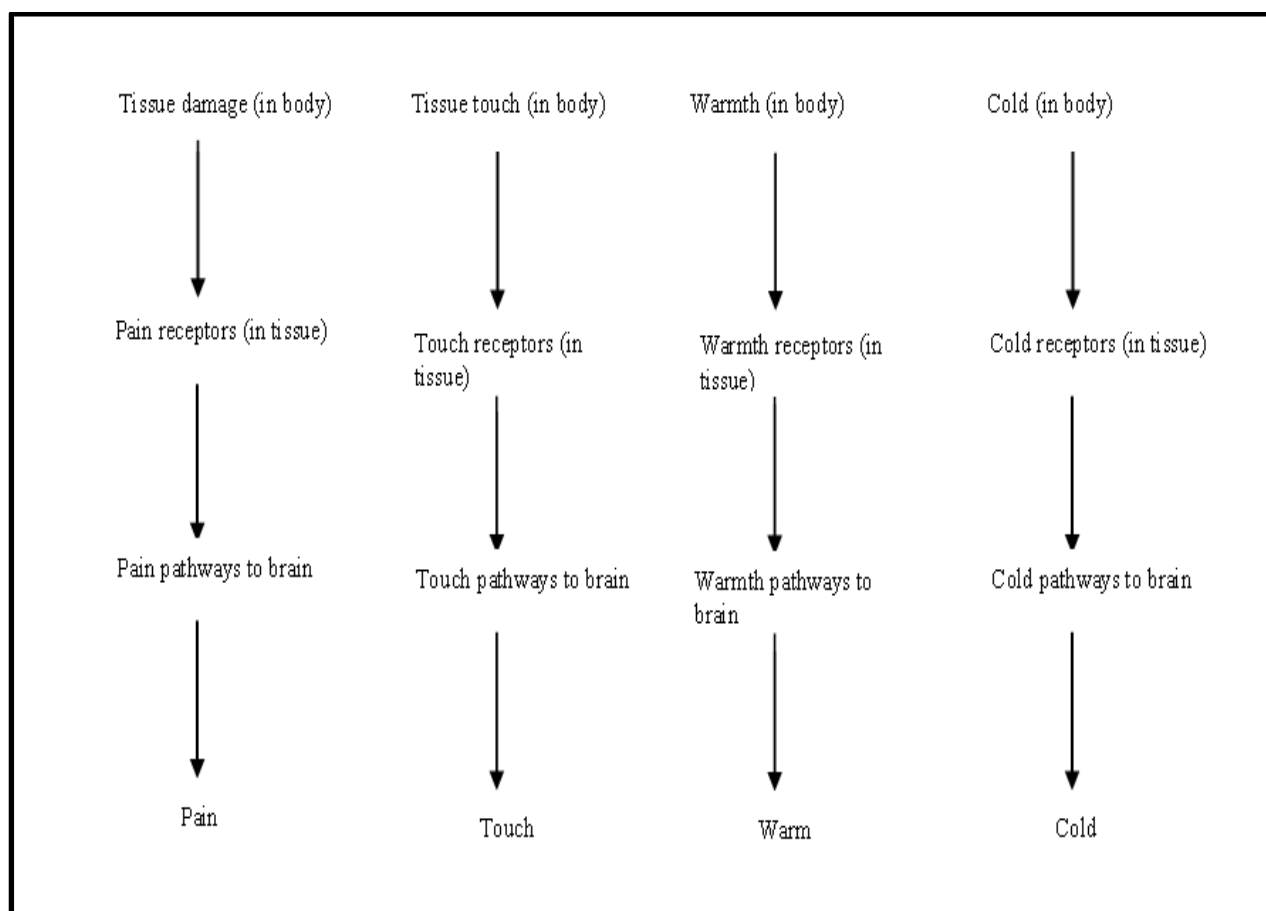 Tissue damage (in body)
Tissue touch (in body)
Warmth (in body)
Cold (in body)
Pain receptors (in tissue)
Touch receptors (in
tissue)
Warmth receptors (in
tissue)
Cold receptors (in tissue)
Pain pathways to brain
Touch pathways to brain
Warmth pathways to
brain
Cold pathways to brain
Pain
Touch
Warm
Cold